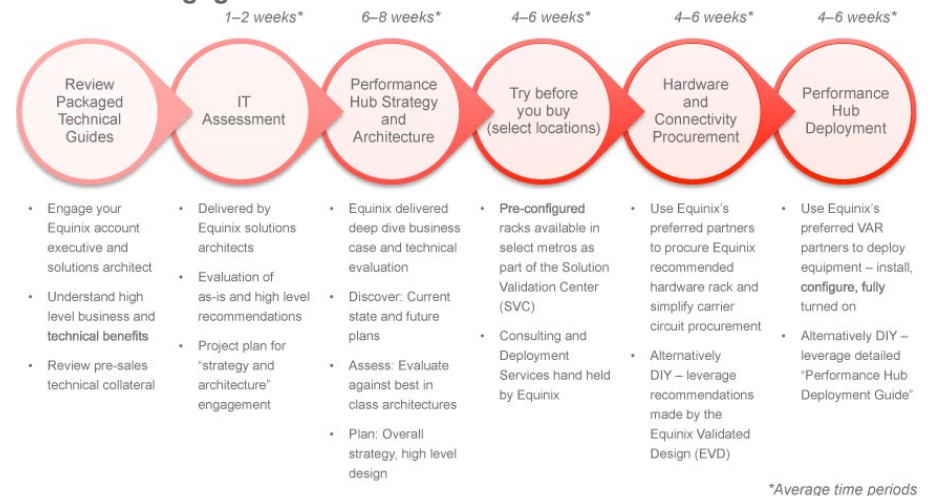 1–2 weeks*
6–8 weeks*
4–6 weeks*
1–2 weeks*
4–6 weeks*
Review
Packaged
Technical
Guides
IT
Assessment
Performance
Hub Strategy
and
Architecture
Try before
you buy
(select locations)
Hardware
and
Connectivity
Procurement
Performance
Hub
Deployment
• Engage your
Equinix account
executive and
solutions architect
• Understand high
level business and
technical benefits
• Review pre-sales
technical collateral
• Delivered by
Equinix solutions
architects
• Evaluation of
as-is and high level
recommendations
• Project plan for
“strategy and
architecture”
engagement
• Equinix delivered
deep dive business
case and technical
evaluation
• Discover: Current
state and future
plans
• Assess: Evaluate
against best in
class architectures
• Plan: Overall
strategy, high level
design
• Pre-configured
racks available in
select metros as
part of the Solution
Validation Center
(SVC)
• Consulting and
Deployment
Services hand held
by Equinix
• Use Equinix’s
preferred partners
to procure Equinix
recommended
hardware rack and
simplify carrier
circuit procurement
• Alternatively
DIY – leverage
recommendations
made by the
Equinix Validated
Design (EVD)
• Use Equinix’s
preferred VAR
partners to deploy
equipment – install,
configure, fully
turned on
• Alternatively DIY –
leverage detailed
“Performance Hub
Deployment Guide”
*Average time periods